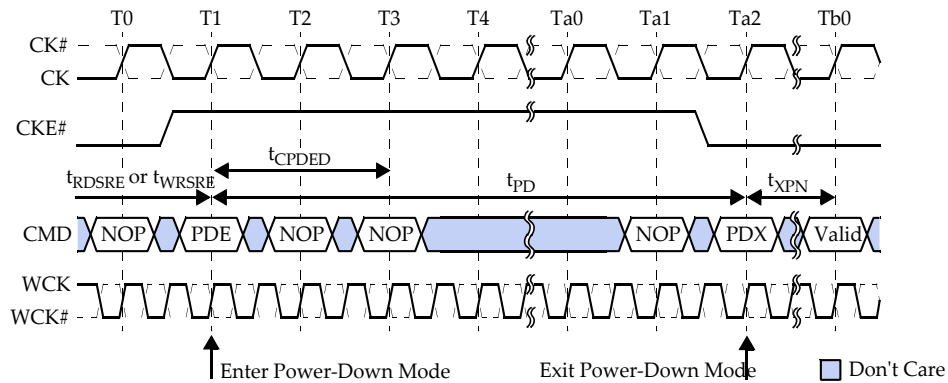 T0 T1 T2 T3 T4 Ta0 Ta1 Ta2 Tb0
CK#
CK
CKE#
tCPDED
tRDSRE or tWRSRE tPD tXPN
CMD NOP PDE NOP NOP NOP PDX Valid
WCK
WCK#
Enter Power-Down Mode Exit Power-Down Mode Don't Care